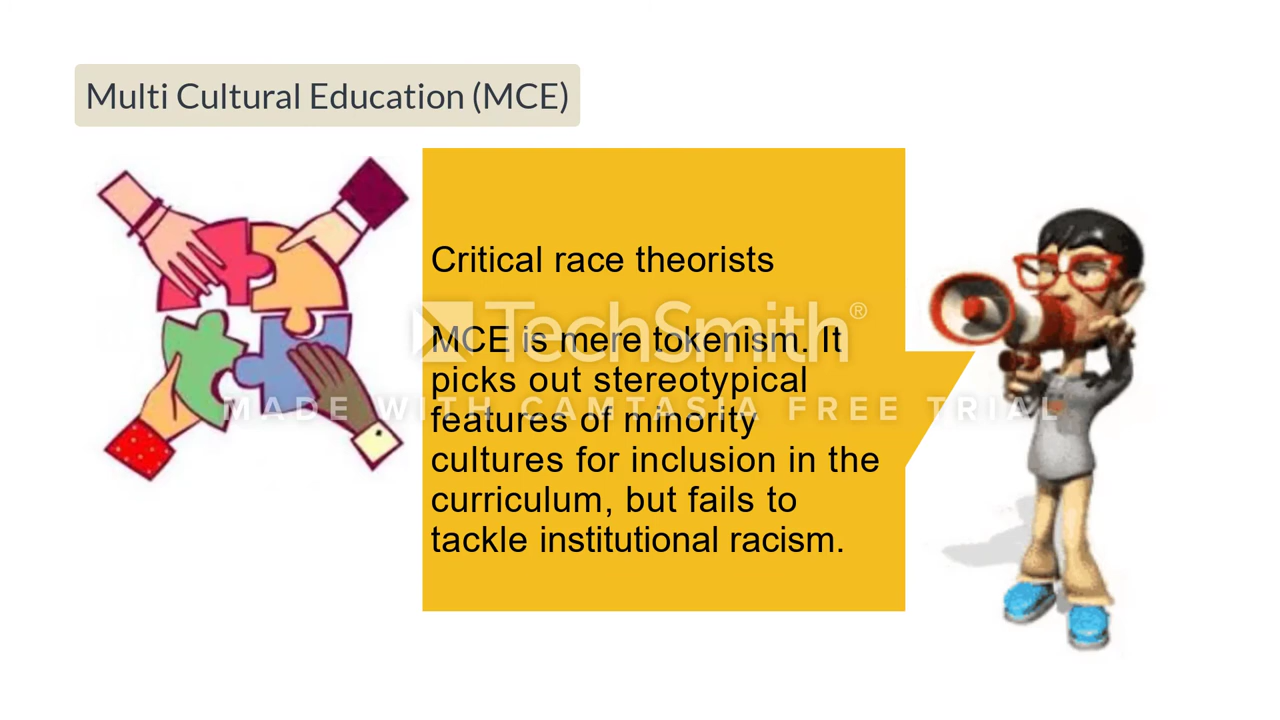 Multi Cultural Education (MCE)
Critical race theorists
TechSmith®
MCE is mere tokenism. It
picks out stereotypical
MADE WITH CAMTASIA FREE TRIAL
features of minority
cultures for inclusion in the
curriculum, but fails to
tackle institutional racism.